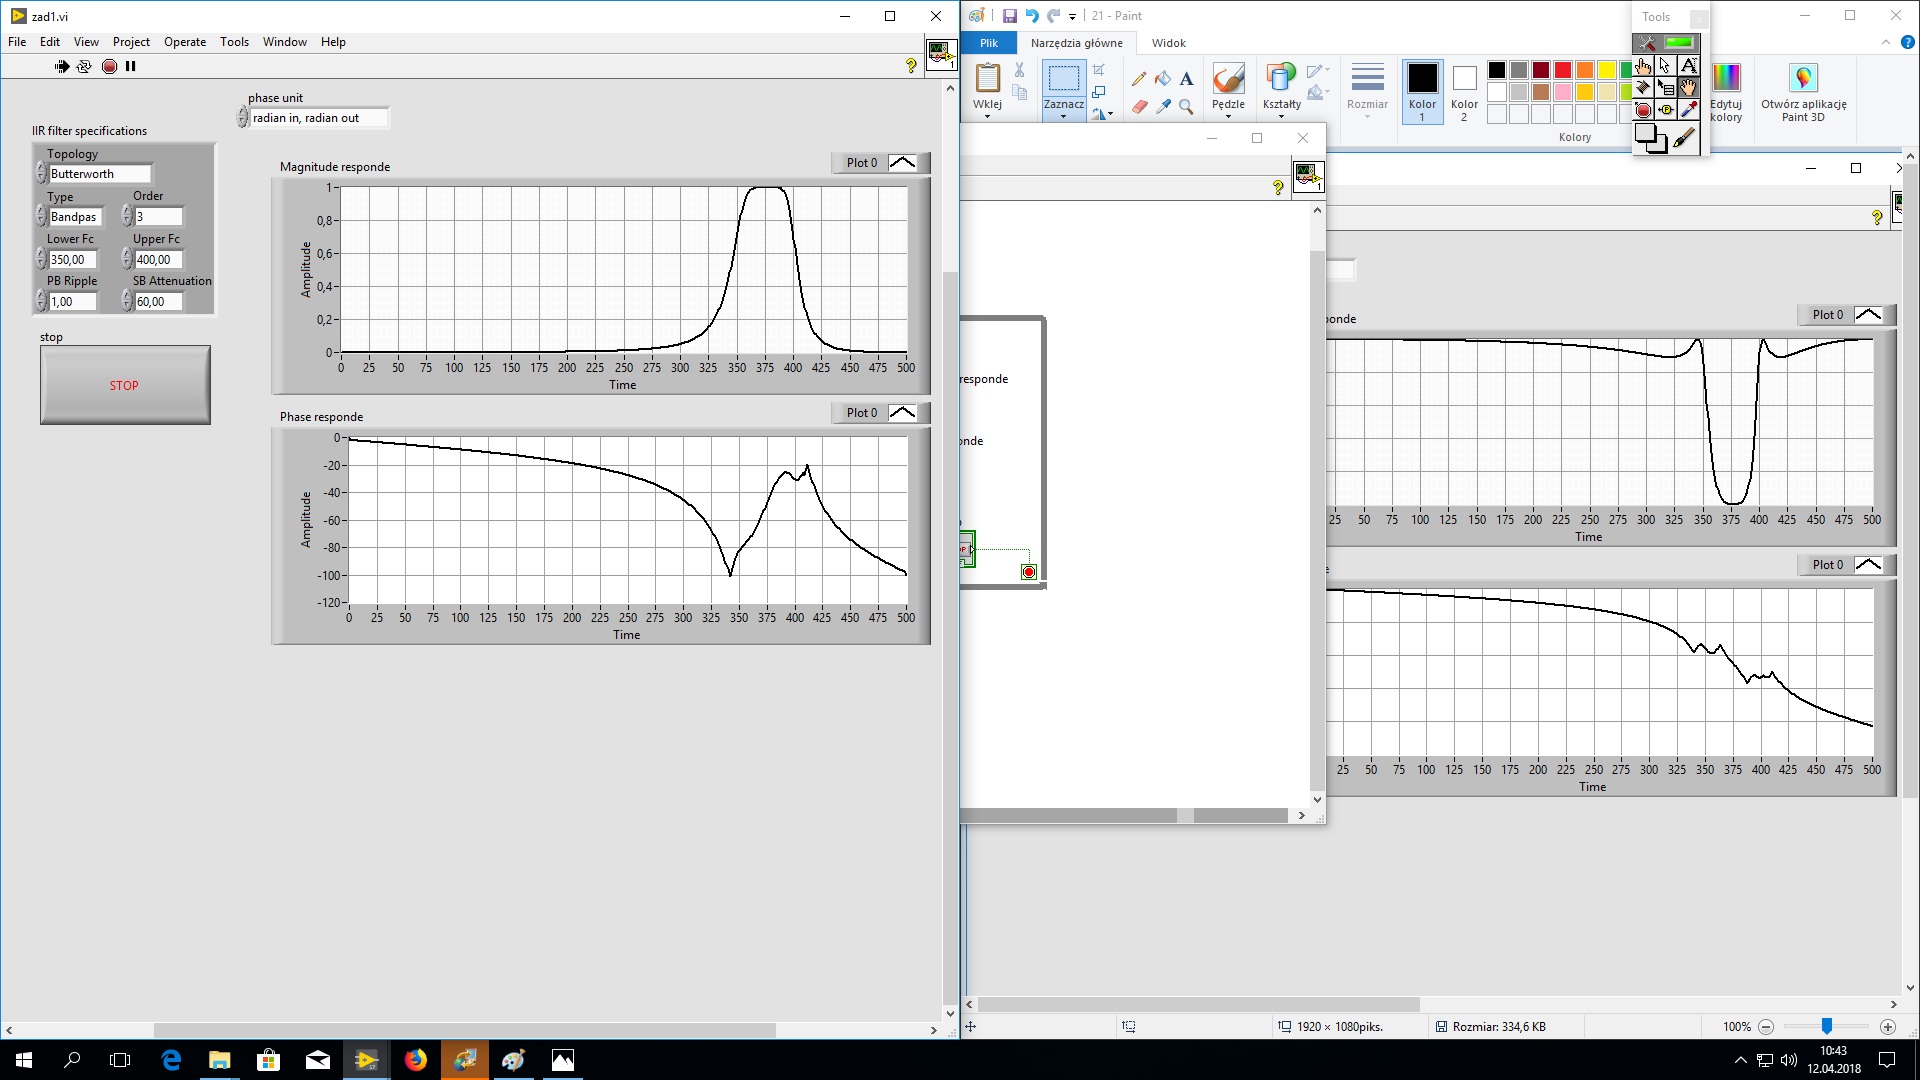 zad1.vi
File Edit View Project Operate Tools Window Help
phase unit
radian in, radian out
IIR filter specifications
Topology
Butterworth
Type Order
Bandpas 3
Lower Fc Upper Fc
350,00 400,00
PB Ripple SB Attenuation
1,00 60,00
stop
STOP
Magnitude responde
Plot 0
1
0,8
0,6
0,4
0,2
0
Amplitude
0 25 50 75 100 125 150 175 200 225 250 275 300 325 350 375 400 425 450 475 500
Time
Phase responde
Plot 0
0
-20
-40
-60
-80
-100
-120
Amplitude
0 25 50 75 100 125 150 175 200 225 250 275 300 325 350 375 400 425 450 475 500
Time
21 - Paint
Plik Narzędzia główne Widok
Wklej
Zaznacz
Pędzle
Kształty
Rozmiar
Kolor 1
Kolor 2
Edytuj kolory
Otwórz aplikację Paint 3D
Kolory
Tools
responde
onde
ponde
Plot 0
25 50 75 100 125 150 175 200 225 250 275 300 325 350 375 400 425 450 475 500
Time
Plot 0
25 50 75 100 125 150 175 200 225 250 275 300 325 350 375 400 425 450 475 500
Time
1920 × 1080piks.
Rozmiar: 334,6 KB
100%
10:43
12.04.2018